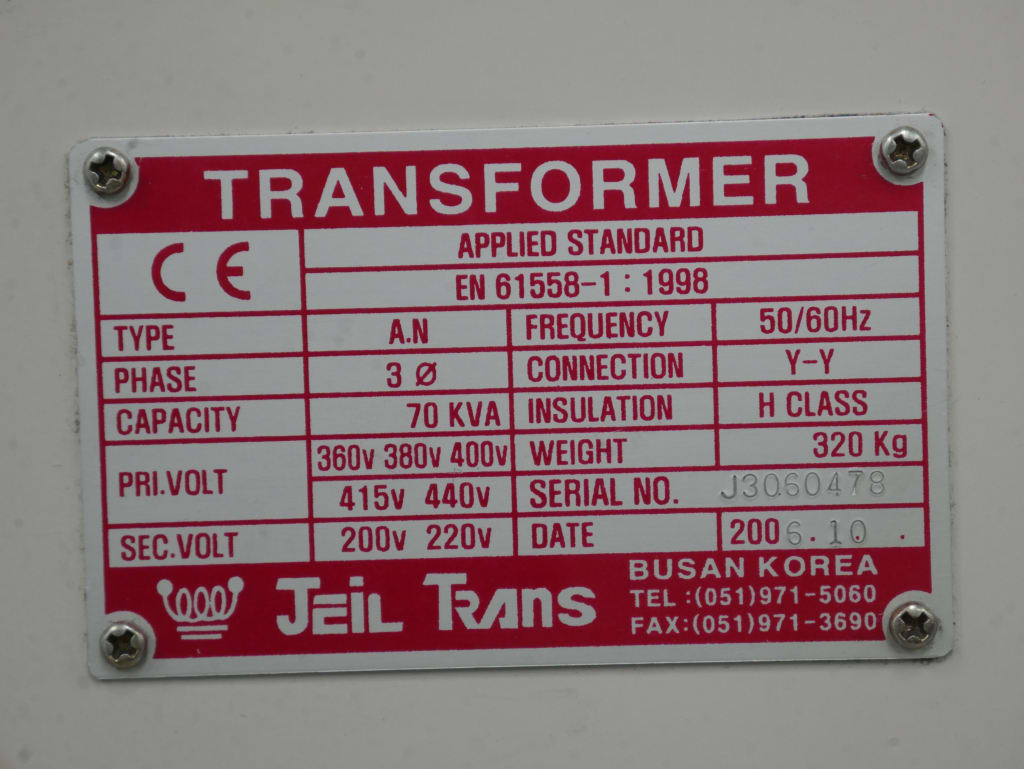 TRANSFORMER
CE
APPLIED STANDARD
EN 61558-1 : 1998
TYPE A.N FREQUENCY 50/60Hz
PHASE 3 Ø CONNECTION Y-Y
CAPACITY 70 KVA INSULATION H CLASS
PRI.VOLT 360v 380v 400v WEIGHT 320 Kg
415v 440v SERIAL NO. J3060478
SEC.VOLT 200v 220v DATE 2006.10 .
JEIL TRANS
BUSAN KOREA
TEL :(051)971-5060
FAX:(051)971-3690